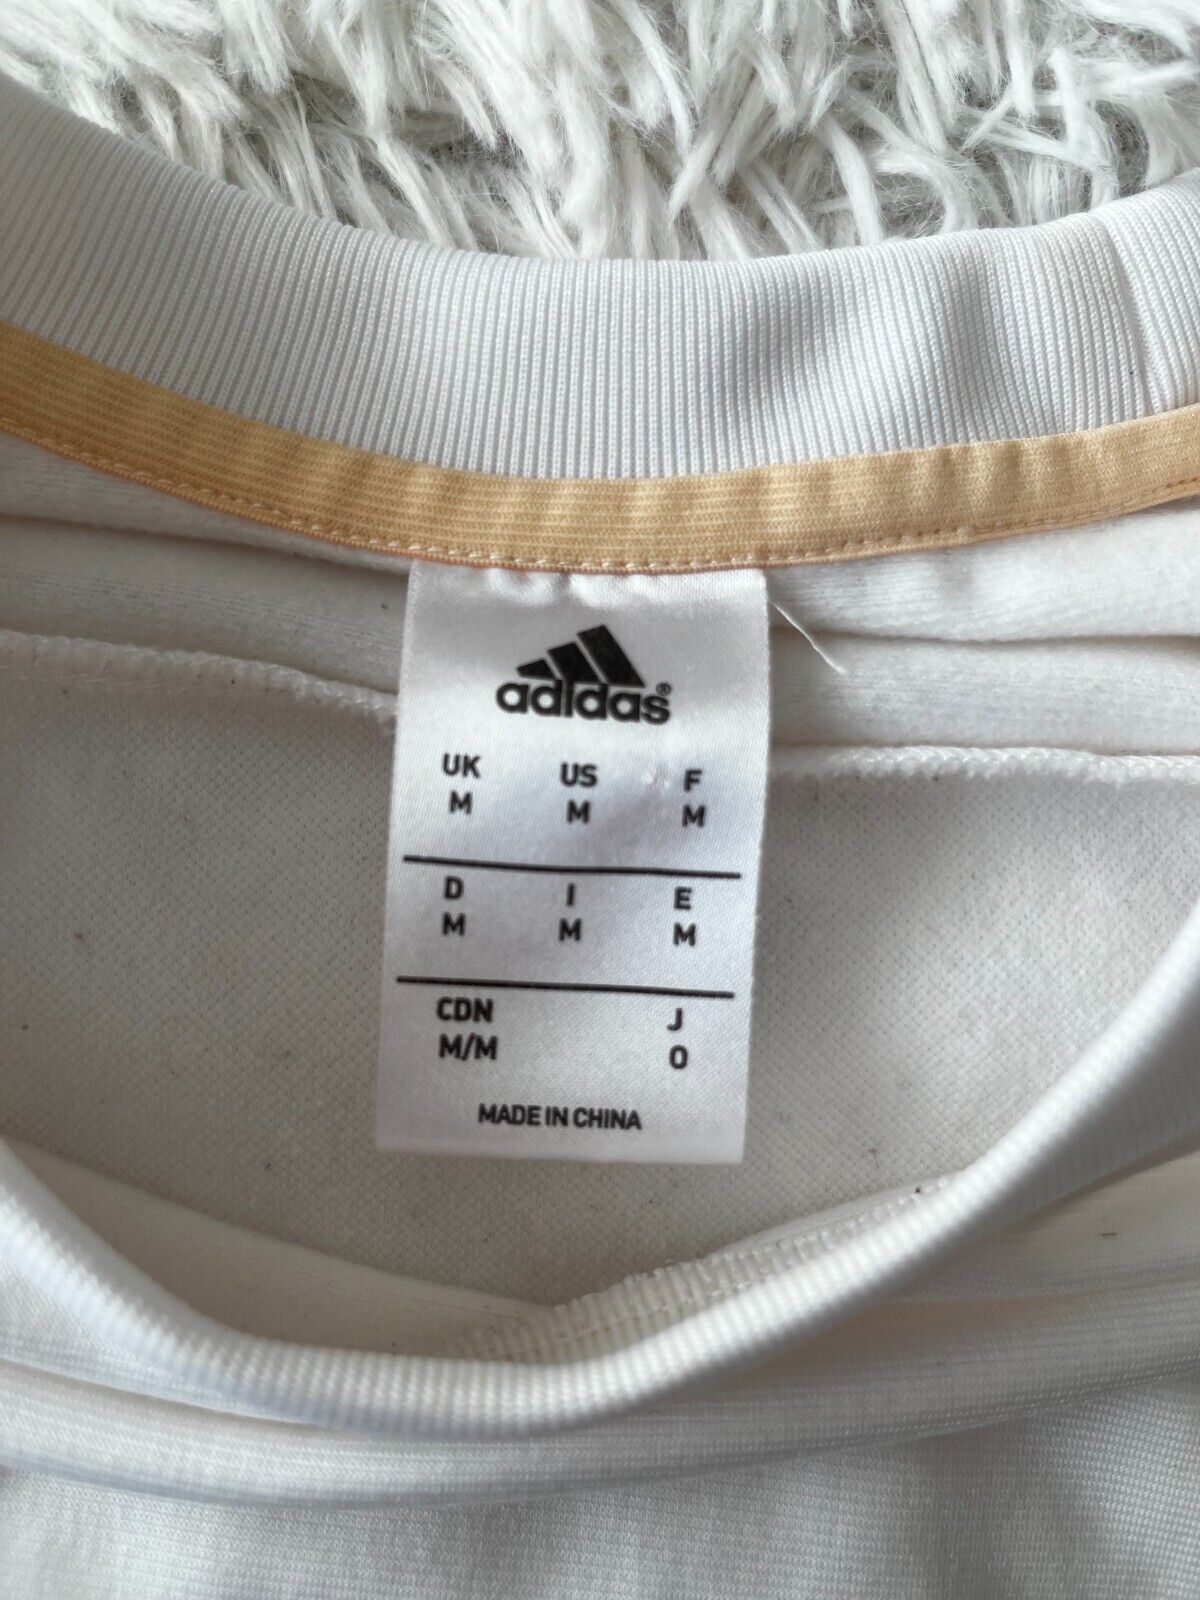 adidas®
UK US F
M M M
D I E
M M M
CDN J
M/M O
MADE IN CHINA